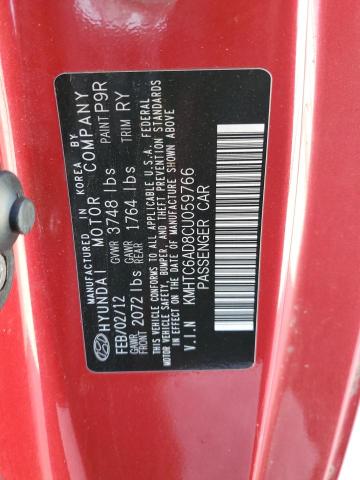 MANUFACTURED IN KOREA BY
HYUNDAI MOTOR COMPANY
FEB/02/12 GVWR 3748 lbs PAINT P9R
GAWR FRONT 2072 lbs GAWR REAR 1764 lbs TRIM RY
THIS VEHICLE CONFORMS TO ALL APPLICABLE U.S.A. FEDERAL
MOTOR VEHICLE SAFETY, BUMPER, AND THEFT PREVENTION
STANDARDS IN EFFECT ON THE DATE OF MANUFACTURE SHOWN ABOVE.
V.I.N KMHTC6AD8CU059766
PASSENGER CAR